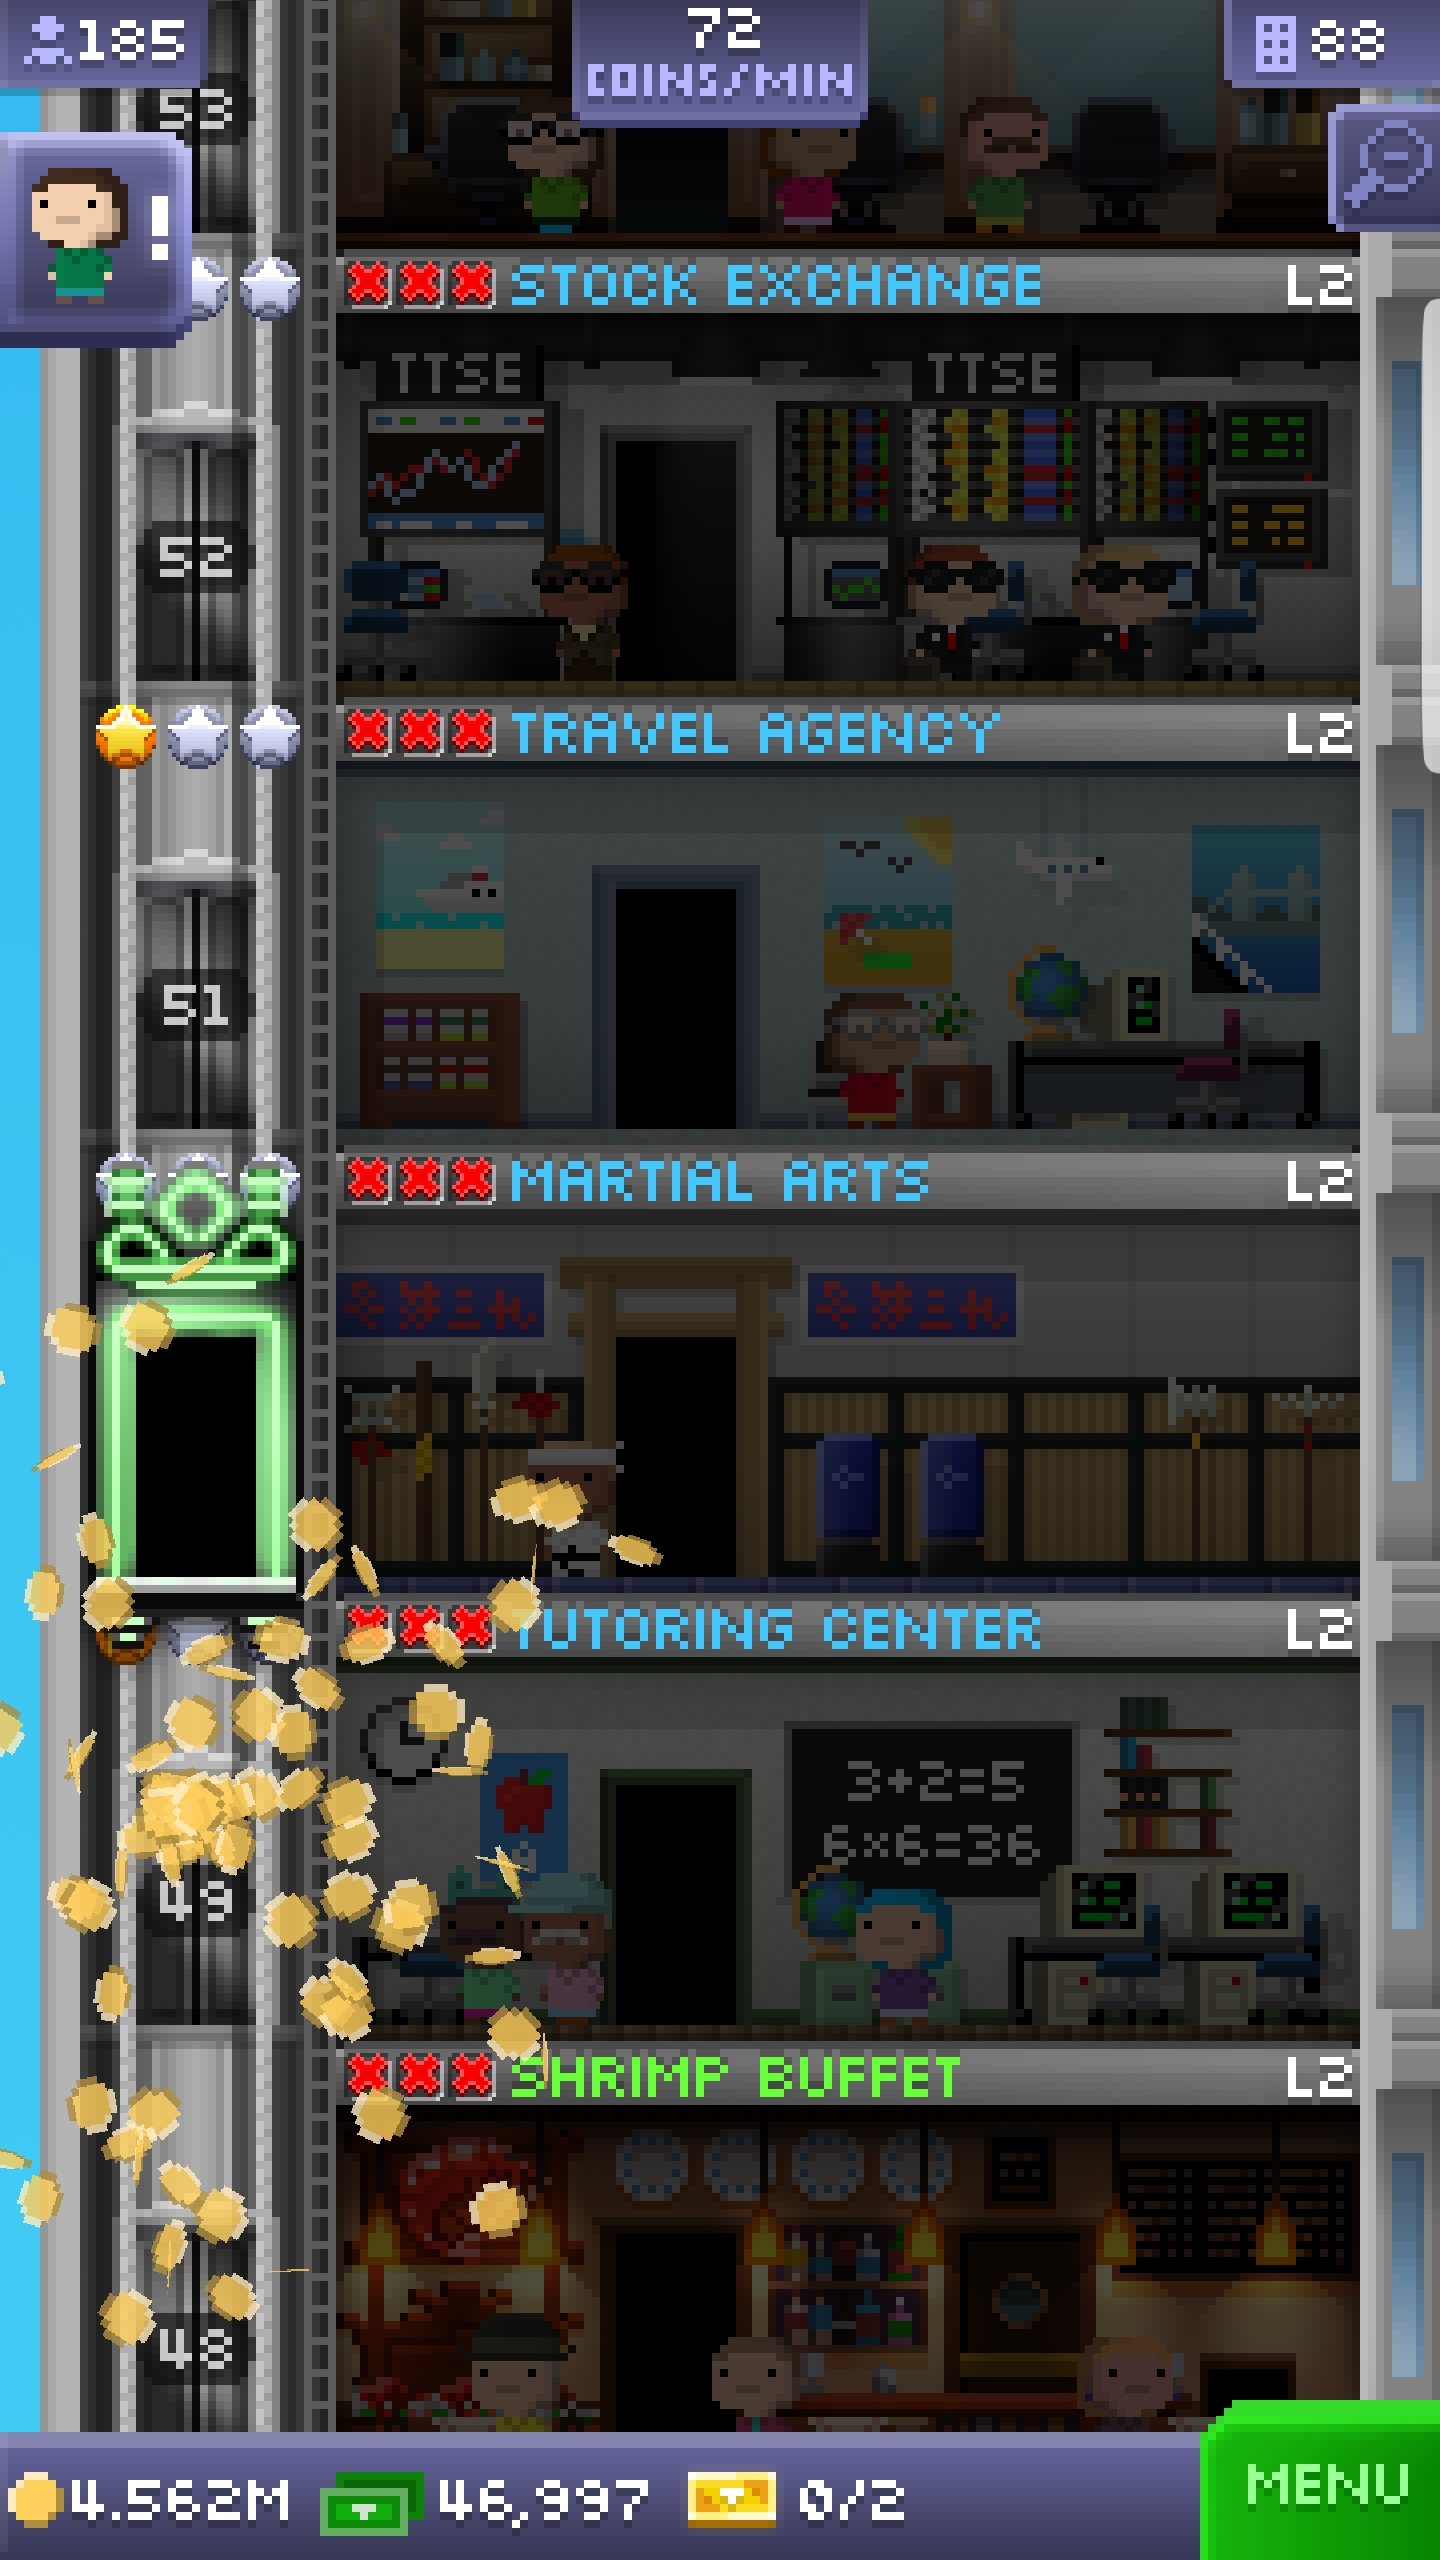 185
72
COINS/MIN
88
53
!
STOCK EXCHANGE L2
TTSE TTSE
52
TRAVEL AGENCY L2
51
MARTIAL ARTS L2
TUTORING CENTER L2
3+2=5
6×6=36
49
SHRIMP BUFFET L2
48
4.562M 46,997 0/2
MENU